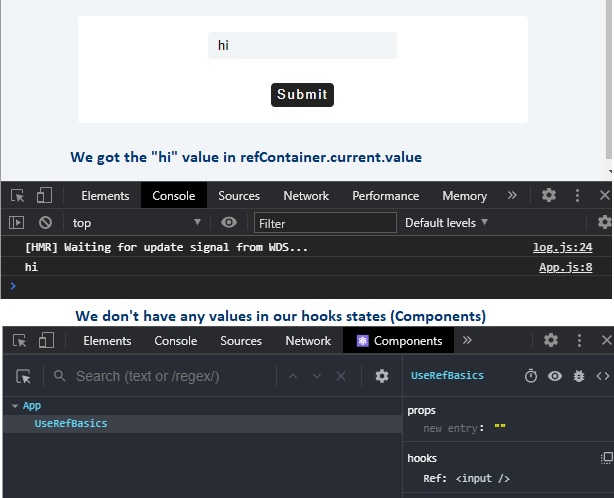 hi
Submit
We got the "hi" value in refContainer.current.value
Elements Console Sources Network Performance Memory »
top Filter Default levels
[HMR] Waiting for update signal from WDS... log.js:24
hi App.js:8
>
We don't have any values in our hooks states (Components)
Elements Console Sources Network Components »
Search (text or /regex/) UseRefBasics
App
UseRefBasics
props
new entry: ""
hooks
Ref: <input />